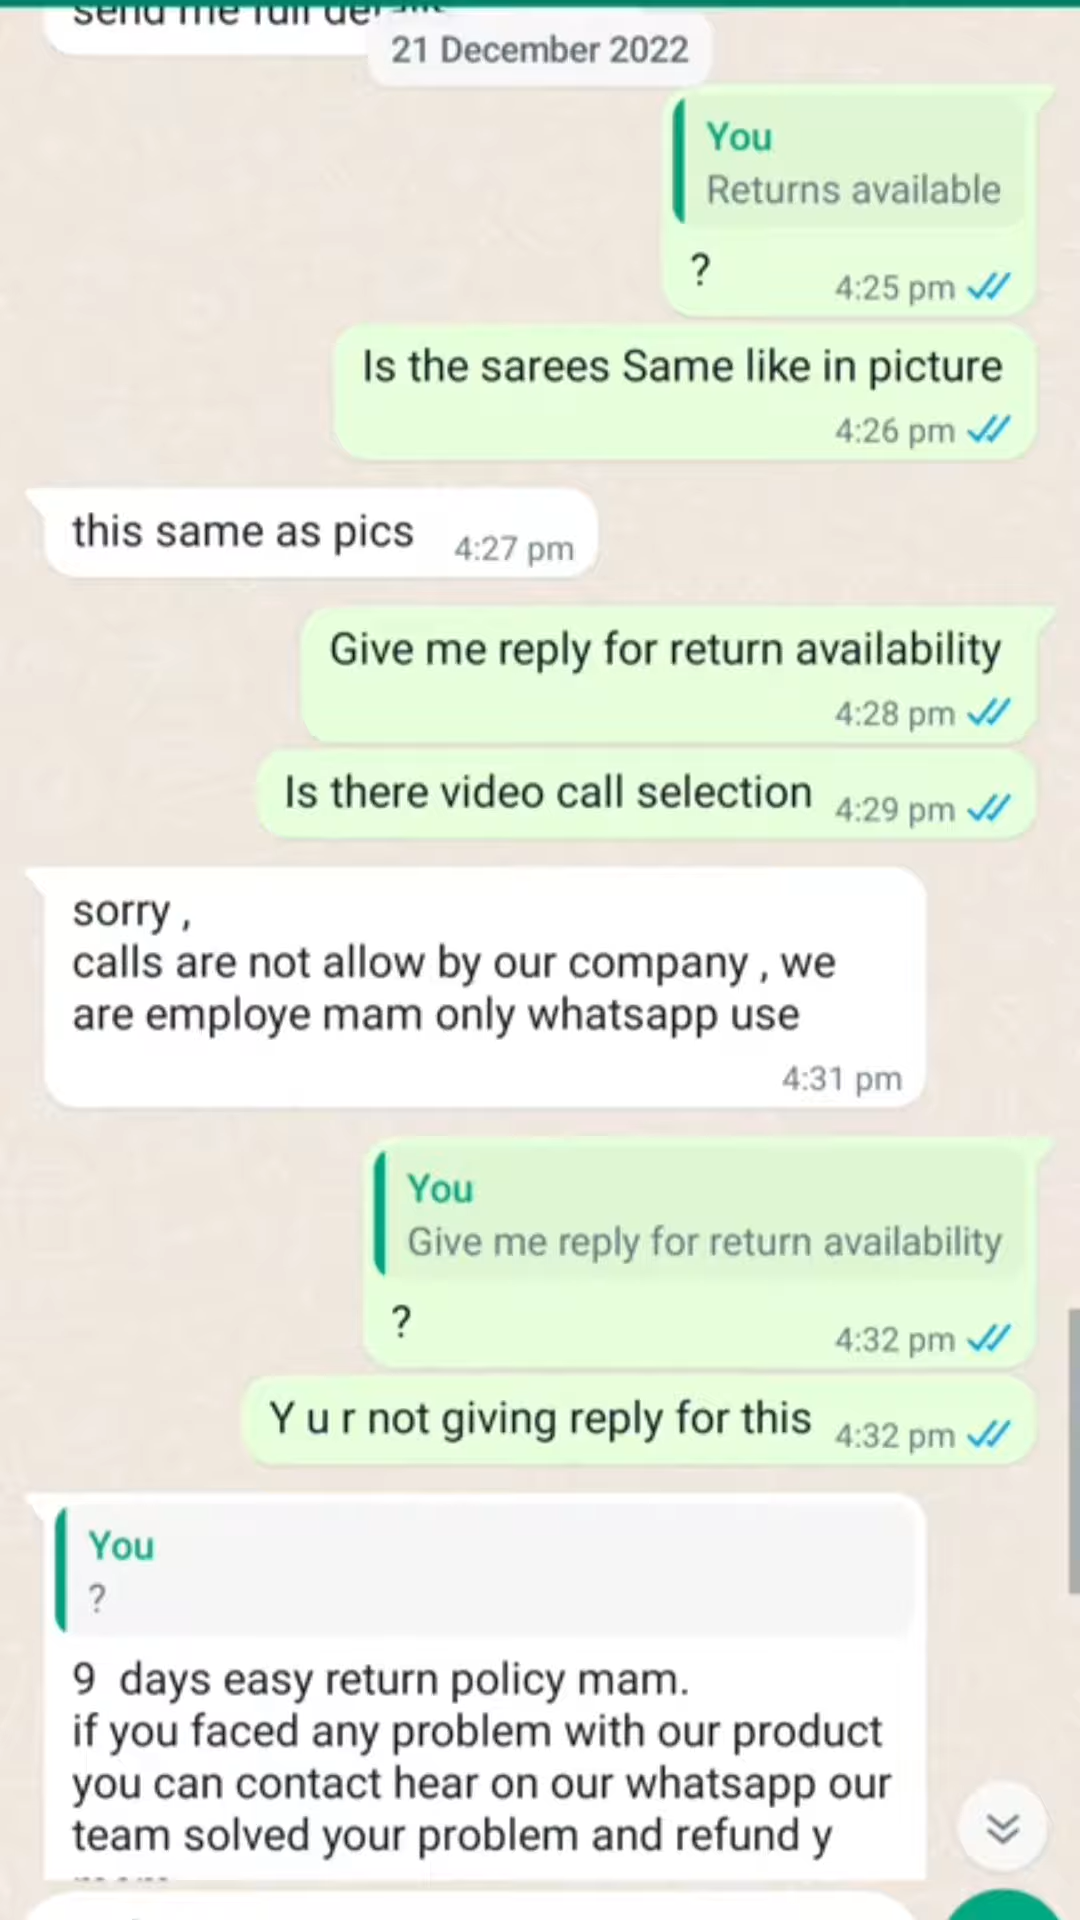 send me full details
21 December 2022
You
Returns available
?
4:25 pm
Is the sarees Same like in picture
4:26 pm
this same as pics 4:27 pm
Give me reply for return availability
4:28 pm
Is there video call selection 4:29 pm
sorry ,
calls are not allow by our company , we
are employe mam only whatsapp use
4:31 pm
You
Give me reply for return availability
?
4:32 pm
Y u r not giving reply for this 4:32 pm
You
?
9 days easy return policy mam.
if you faced any problem with our product
you can contact hear on our whatsapp our
team solved your problem and refund y